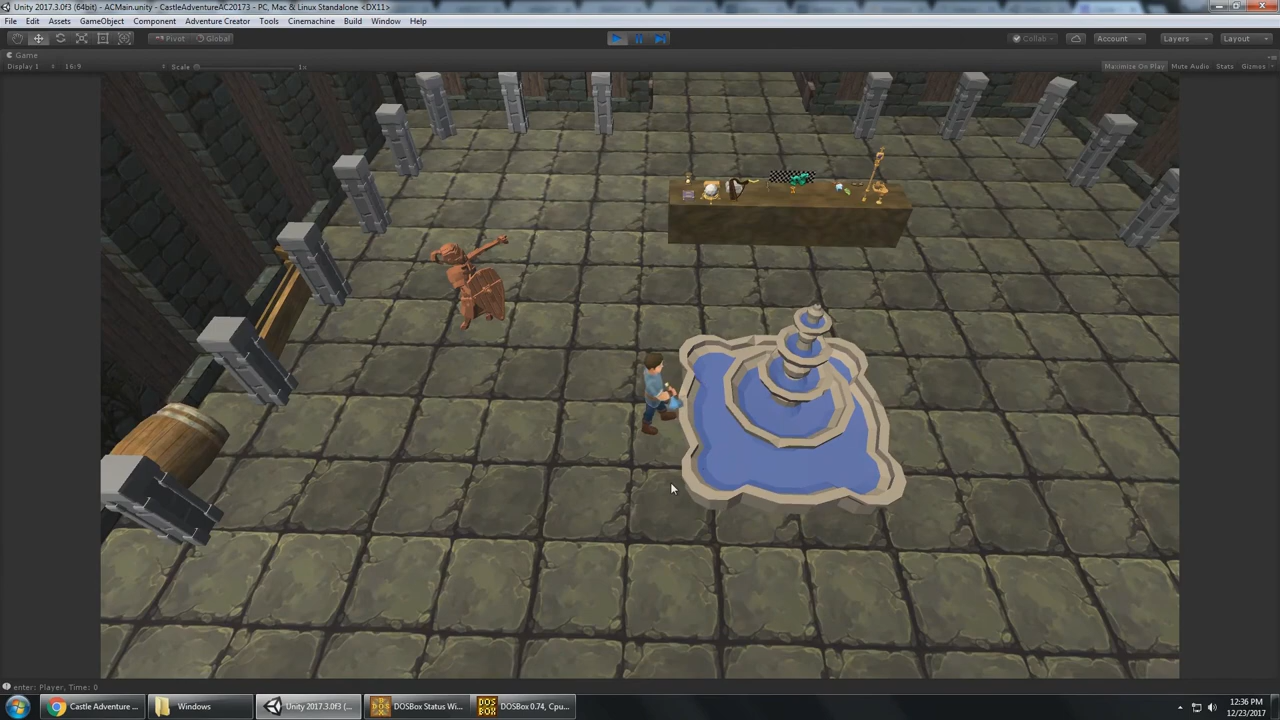 Unity 2017.3.0f3 (64bit) - ACMain.unity - CastleAdventureAC20173 - PC, Mac & Linux Standalone <DX11>
File Edit Assets GameObject Component Adventure Creator Tools Cinemachine Build Window Help
Pivot Global Collab Account Layers Layout
Game
Display 1 16:9 Scale 1x Maximize On Play Mute Audio Stats Gizmos
enter: Player, Time: 0
Castle Adventure ... Windows Unity 2017.3.0f3 (... DOSBox Status Wi... DOSBox 0.74, Cpu...
12:36 PM
12/23/2017